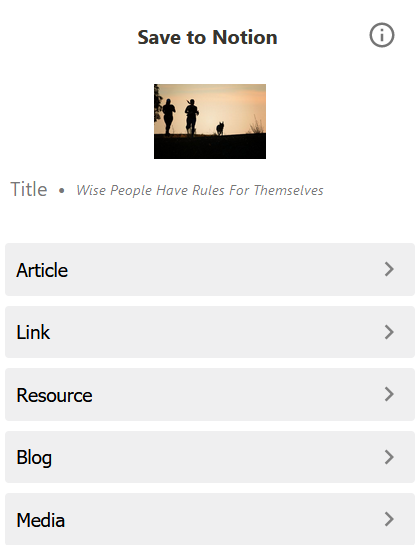 Save to Notion
Title • Wise People Have Rules For Themselves
Article
Link
Resource
Blog
Media